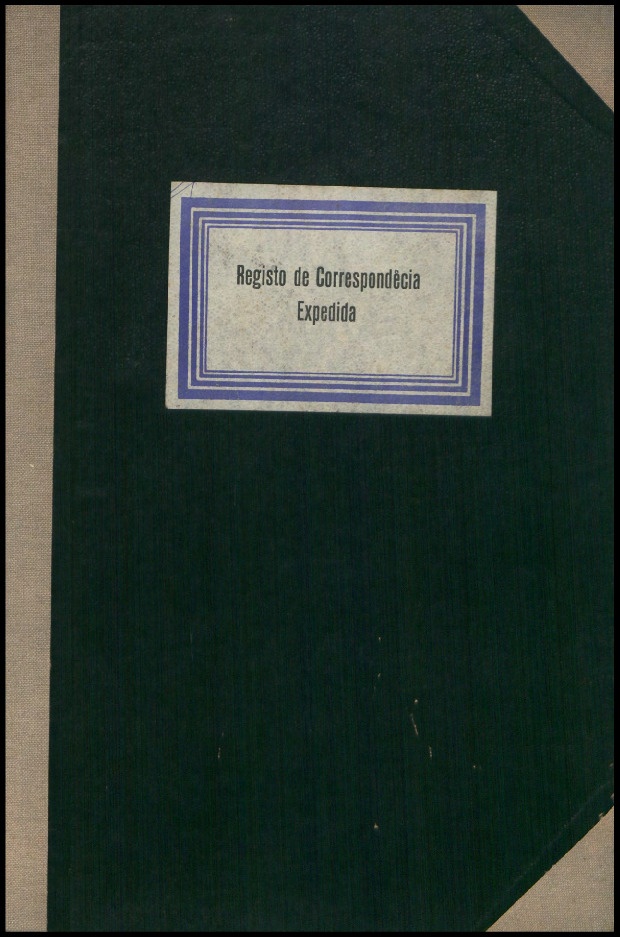 Registo de Correspondêcia
Expedida